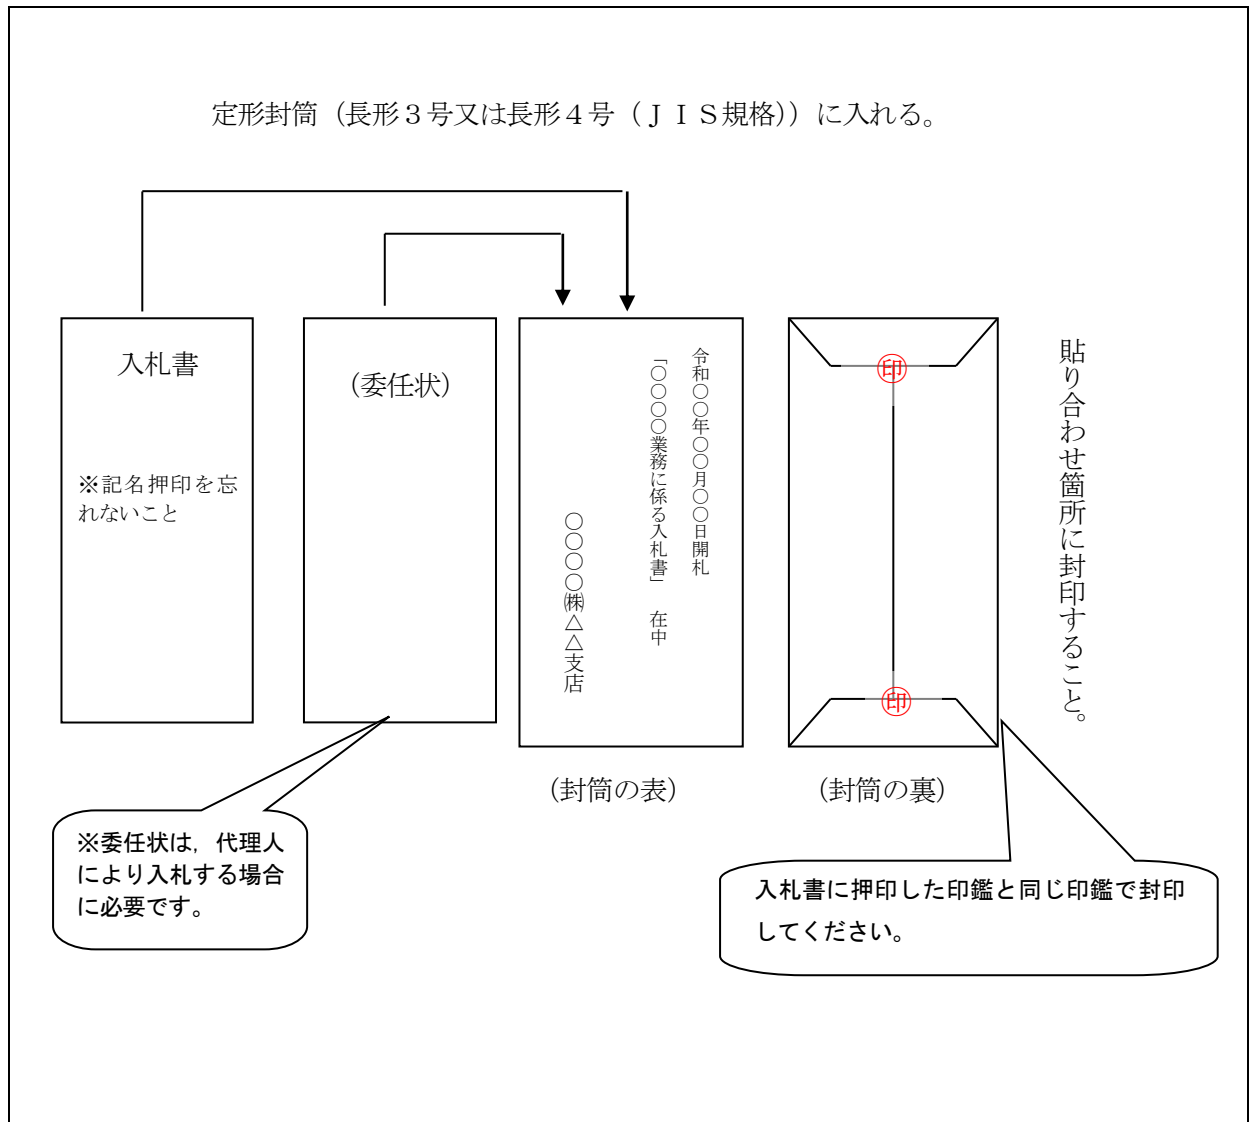 定形封筒（長形３号又は長形４号（ＪＩＳ規格））に入れる。
入札書
※記名押印を忘
れないこと
（委任状）
令和〇〇年〇〇月〇〇日開札
「〇〇〇〇業務に係る入札書」　在中
〇〇〇〇㈱△△支店
印
印
貼り合わせ箇所に封印すること。
（封筒の表）
（封筒の裏）
※委任状は，代理人
により入札する場合
に必要です。
入札書に押印した印鑑と同じ印鑑で封印
してください。